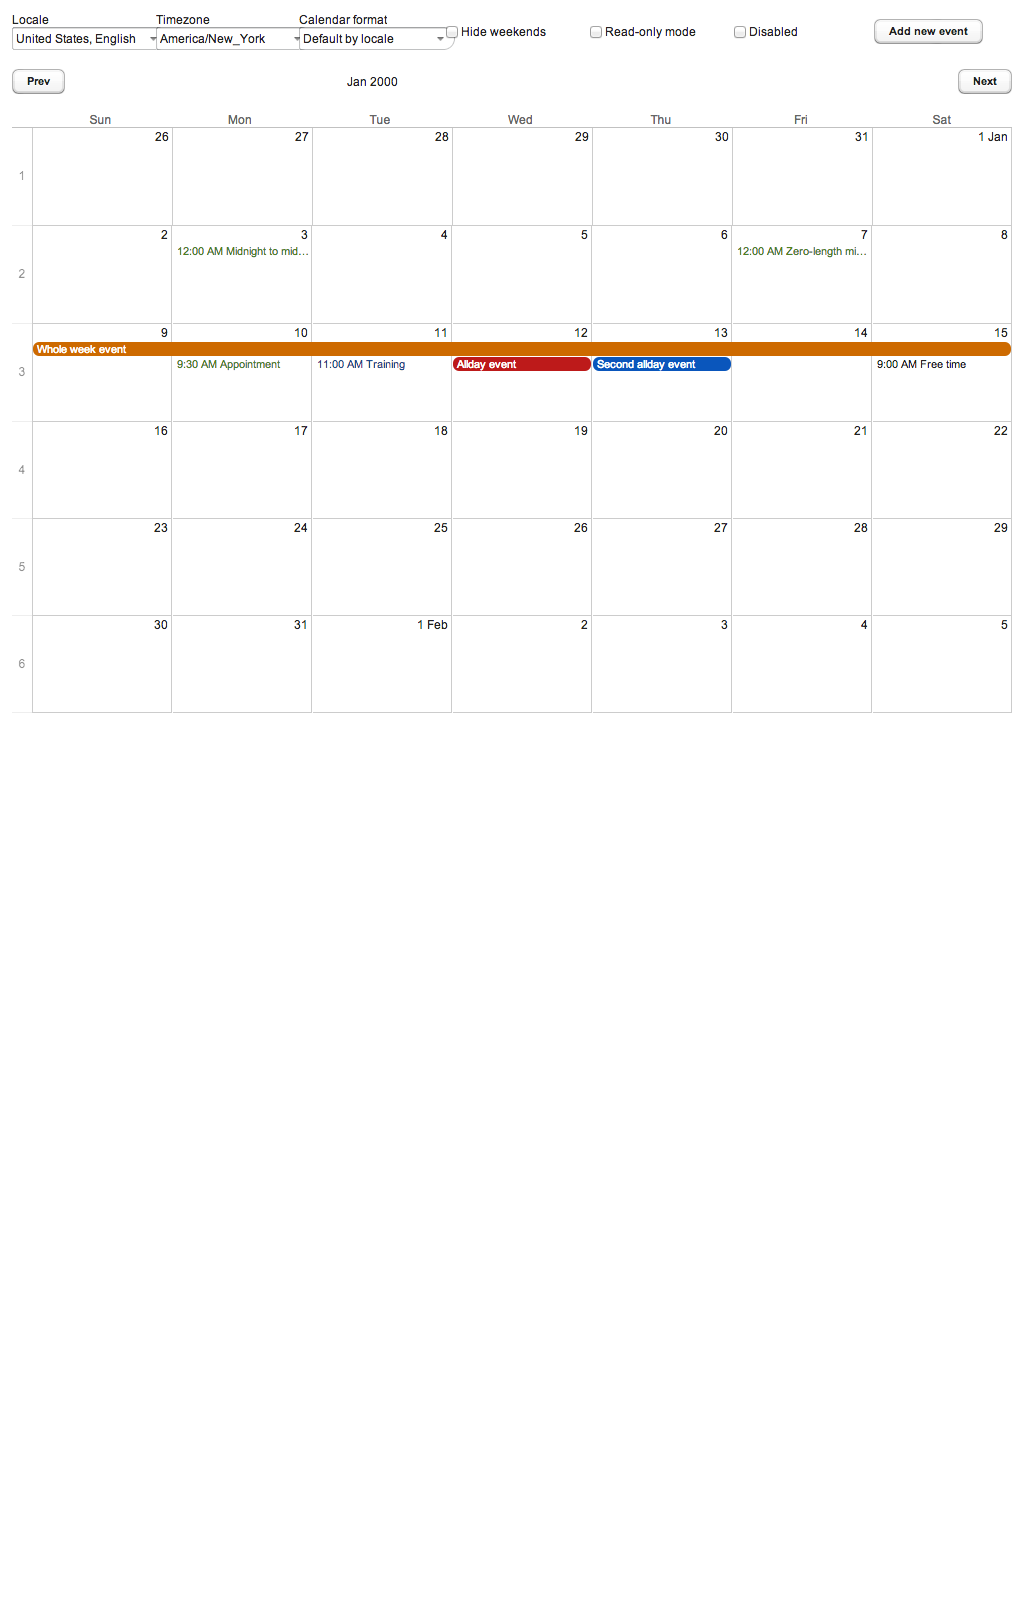 Locale Timezone Calendar format
United States, English America/New_York Default by locale Hide weekends Read-only mode Disabled Add new event
Prev Jan 2000 Next
Sun Mon Tue Wed Thu Fri Sat
26 27 28 29 30 31 1 Jan
1
2 3 4 5 6 7 8
12:00 AM Midnight to mid... 12:00 AM Zero-length mi...
2
9 10 11 12 13 14 15
Whole week event
9:30 AM Appointment 11:00 AM Training Allday event Second allday event 9:00 AM Free time
3
16 17 18 19 20 21 22
4
23 24 25 26 27 28 29
5
30 31 1 Feb 2 3 4 5
6